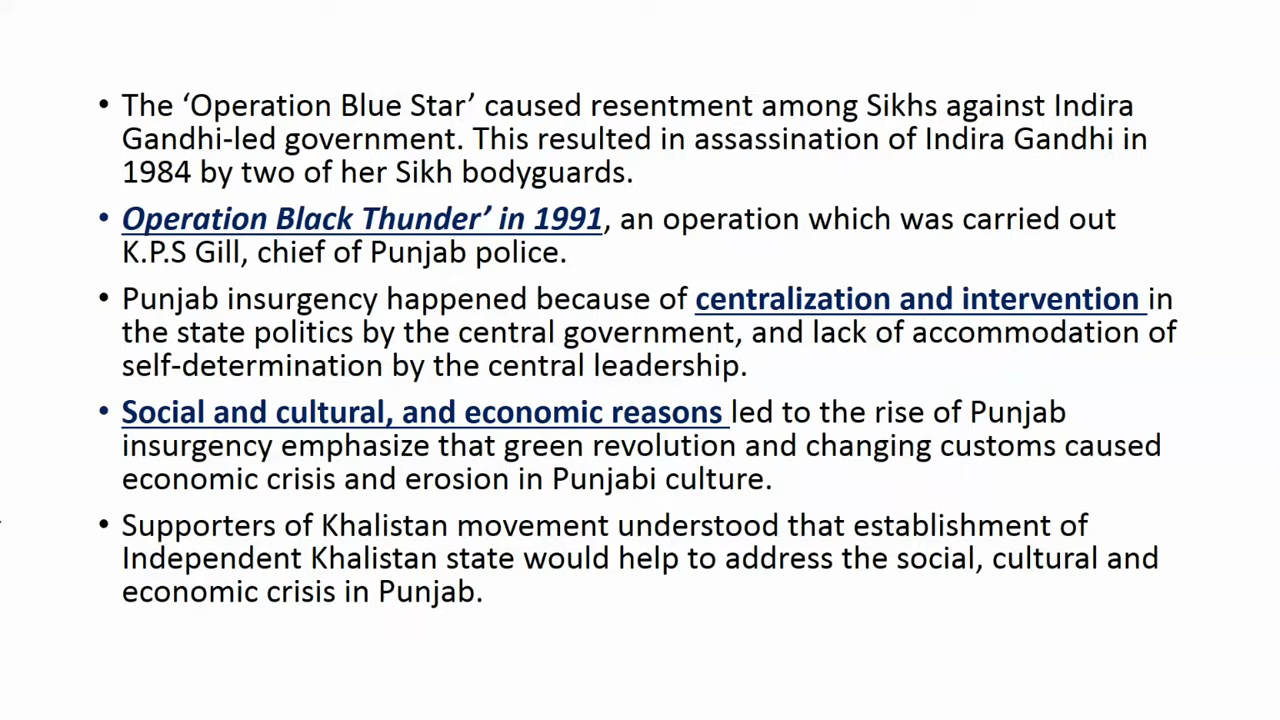 • The ‘Operation Blue Star’ caused resentment among Sikhs against Indira
Gandhi-led government. This resulted in assassination of Indira Gandhi in
1984 by two of her Sikh bodyguards.
• Operation Black Thunder’ in 1991, an operation which was carried out
K.P.S Gill, chief of Punjab police.
• Punjab insurgency happened because of centralization and intervention in
the state politics by the central government, and lack of accommodation of
self-determination by the central leadership.
• Social and cultural, and economic reasons led to the rise of Punjab
insurgency emphasize that green revolution and changing customs caused
economic crisis and erosion in Punjabi culture.
• Supporters of Khalistan movement understood that establishment of
Independent Khalistan state would help to address the social, cultural and
economic crisis in Punjab.